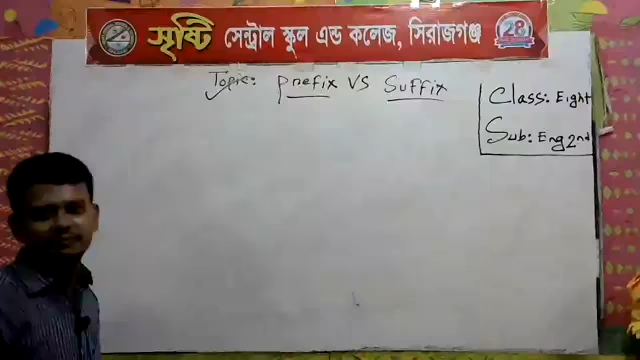 সৃষ্টি সেন্ট্রাল স্কুল এন্ড কলেজ, সিরাজগঞ্জ
Topic: Prefix VS Suffix
Class: Eight
Sub: Eng 2nd